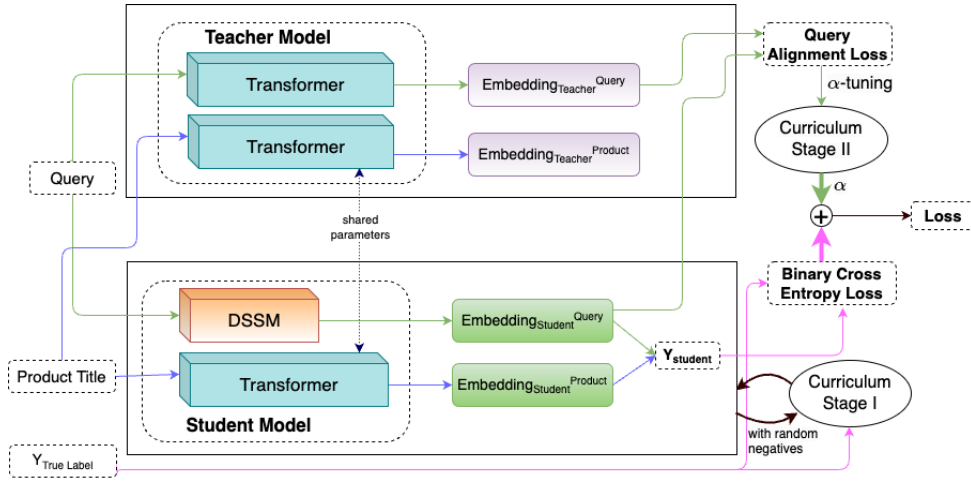 Teacher Model
Transformer
Embedding_Teacher^Query
Query
Alignment Loss
α-tuning
Transformer
Embedding_Teacher^Product
Curriculum
Stage II
Query
α
shared
parameters
+
Loss
Binary Cross
Entropy Loss
DSSM
Embedding_Student^Query
Y_student
Product Title
Transformer
Embedding_Student^Product
Curriculum
Stage I
Student Model
with random
negatives
Y_True Label